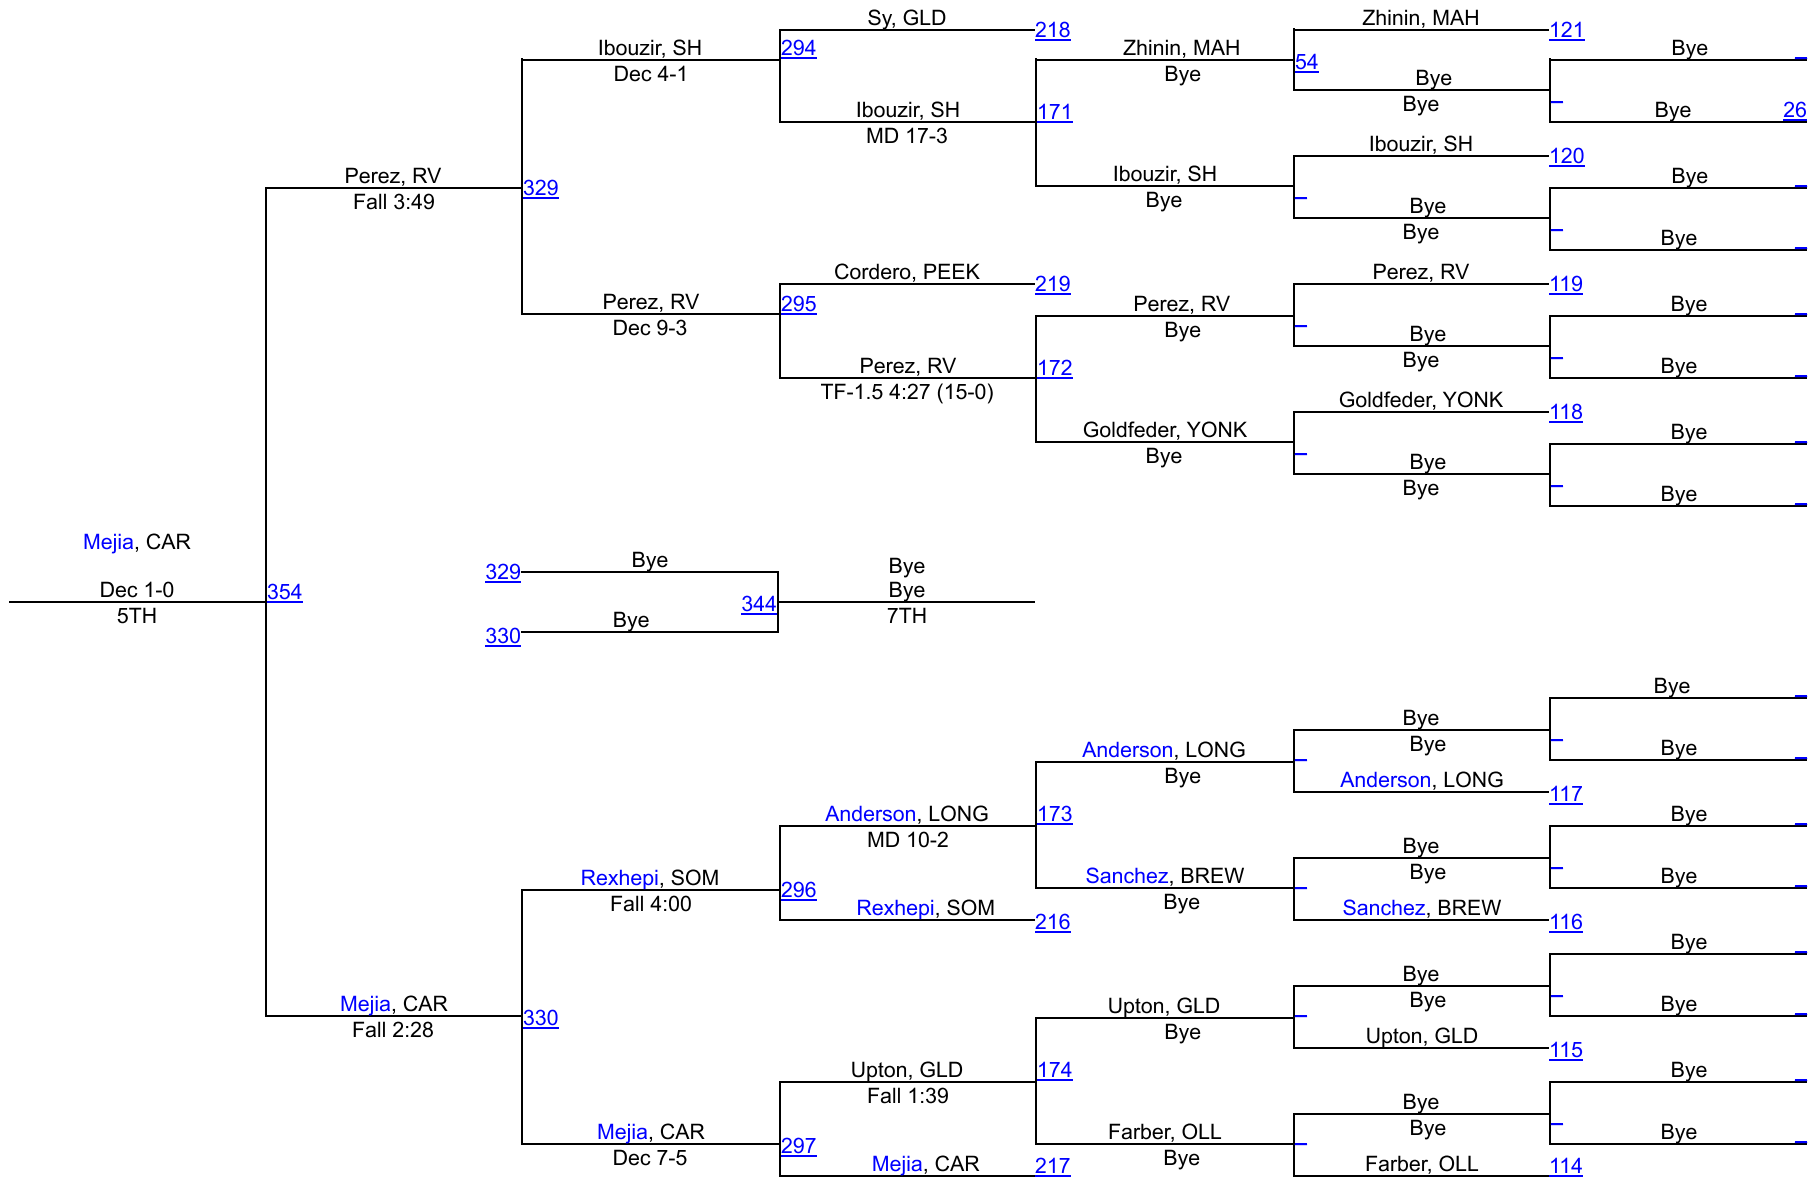 Sy, GLD
218
Zhinin, MAH
121
Ibouzir, SH
294
Zhinin, MAH
54
Bye
Dec 4-1
Bye
Bye
Bye
Ibouzir, SH
171
Bye
26
MD 17-3
Ibouzir, SH
120
Perez, RV
329
Ibouzir, SH
Bye
Fall 3:49
Bye
Bye
Bye
Bye
Cordero, PEEK
219
Perez, RV
119
Perez, RV
295
Perez, RV
Bye
Dec 9-3
Bye
Bye
Bye
Perez, RV
172
Bye
TF-1.5 4:27 (15-0)
Goldfeder, YONK
118
Goldfeder, YONK
Bye
Bye
Bye
Bye
Bye
Mejia, CAR
Dec 1-0
354
5TH
329
Bye
Bye
344
Bye
330
Bye
7TH
Bye
Bye
Anderson, LONG
Bye
Bye
Bye
Anderson, LONG
117
Anderson, LONG
173
Bye
MD 10-2
Bye
Rexhepi, SOM
296
Sanchez, BREW
Bye
Bye
Fall 4:00
Bye
Rexhepi, SOM
216
Sanchez, BREW
116
Bye
Bye
Mejia, CAR
330
Upton, GLD
Bye
Bye
Fall 2:28
Bye
Upton, GLD
115
Upton, GLD
174
Bye
Fall 1:39
Bye
Mejia, CAR
297
Farber, OLL
Bye
Bye
Dec 7-5
Bye
Mejia, CAR
217
Farber, OLL
114